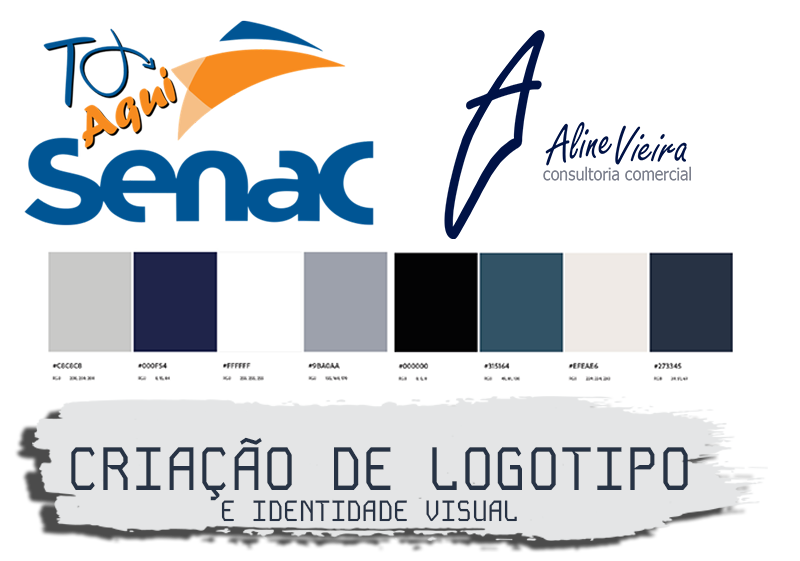 TÔ
Aqui
Senac
Aline Vieira
consultoria comercial
#C8C8C8 #000F54 #FFFFFF #9BA0AA #000000 #315164 #EFEAE6 #273345
CRIAÇÃO DE LOGOTIPO
E IDENTIDADE VISUAL